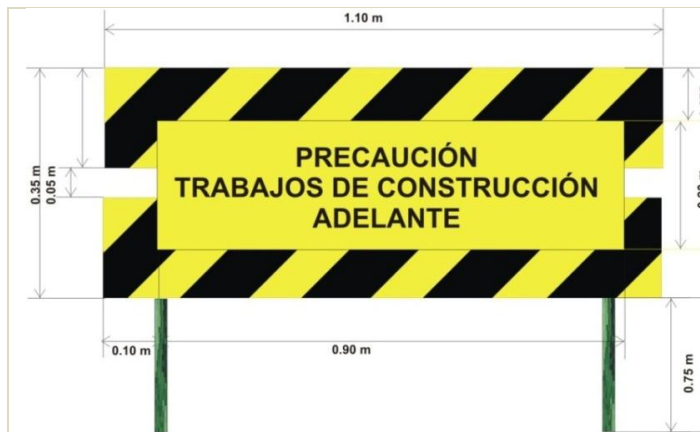 1.10 m
PRECAUCIÓN
TRABAJOS DE CONSTRUCCIÓN
ADELANTE
0.35 m
0.05 m
0.10 m
0.90 m
0.75 m